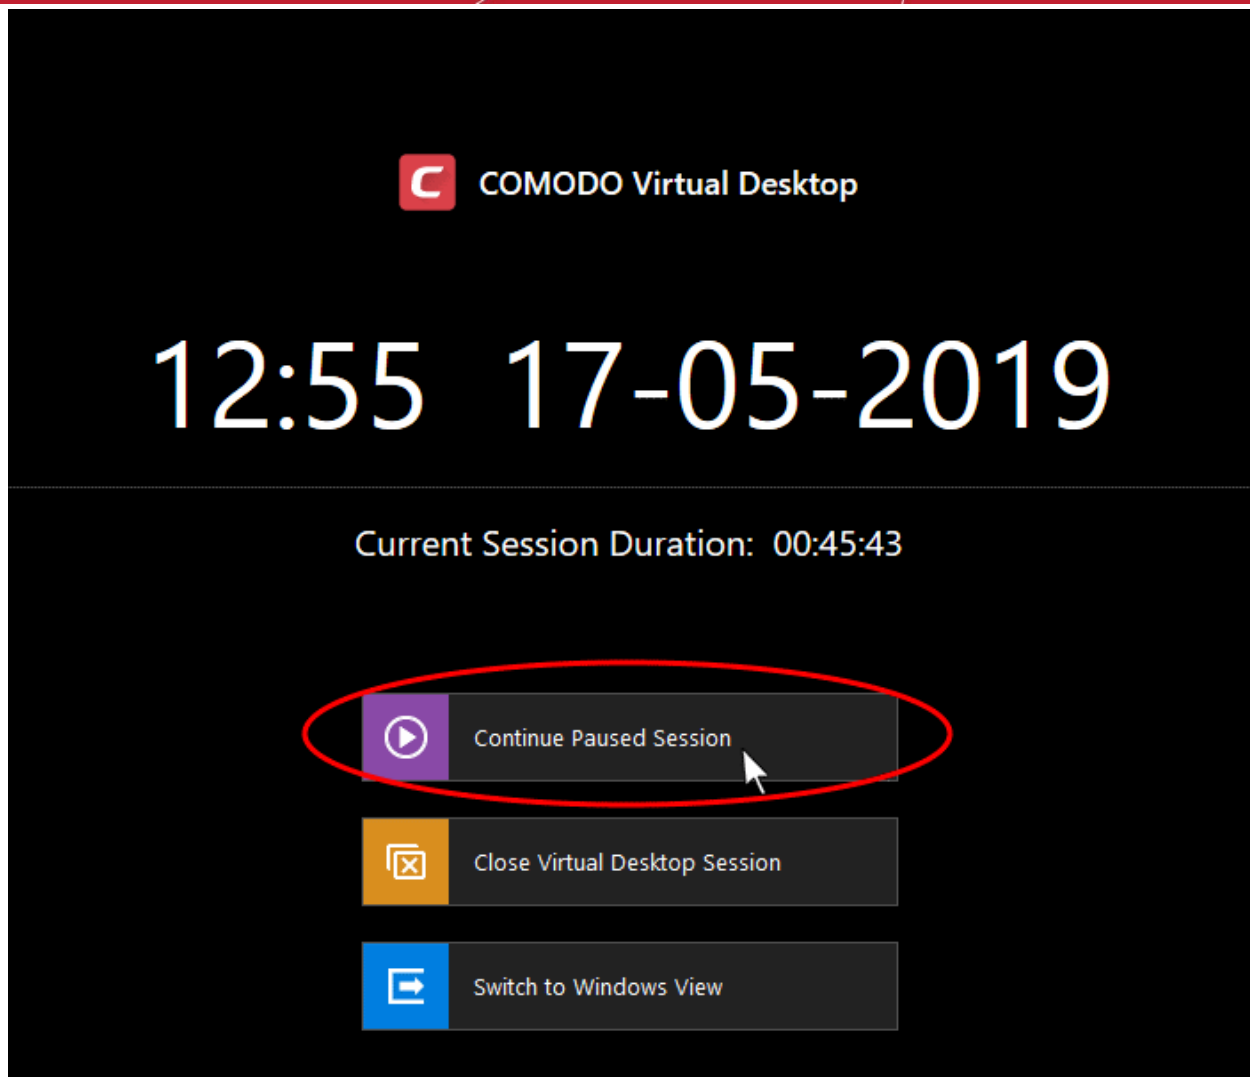 COMODO Virtual Desktop
12:55 17-05-2019
Current Session Duration: 00:45:43
Continue Paused Session
Close Virtual Desktop Session
Switch to Windows View